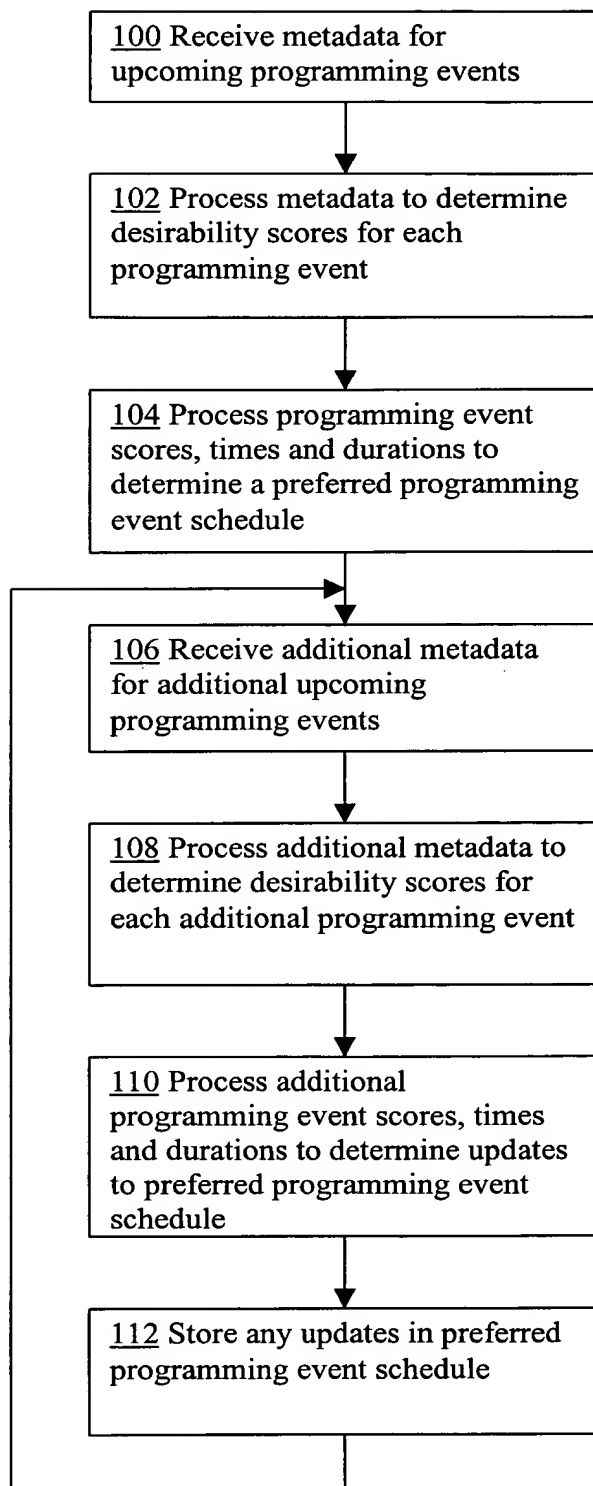 100 Receive metadata for
upcoming programming events
102 Process metadata to determine
desirability scores for each
programming event
104 Process programming event
scores, times and durations to
determine a preferred programming
event schedule
106 Receive additional metadata
for additional upcoming
programming events
108 Process additional metadata to
determine desirability scores for
each additional programming event
110 Process additional
programming event scores, times
and durations to determine updates
to preferred programming event
schedule
112 Store any updates in preferred
programming event schedule